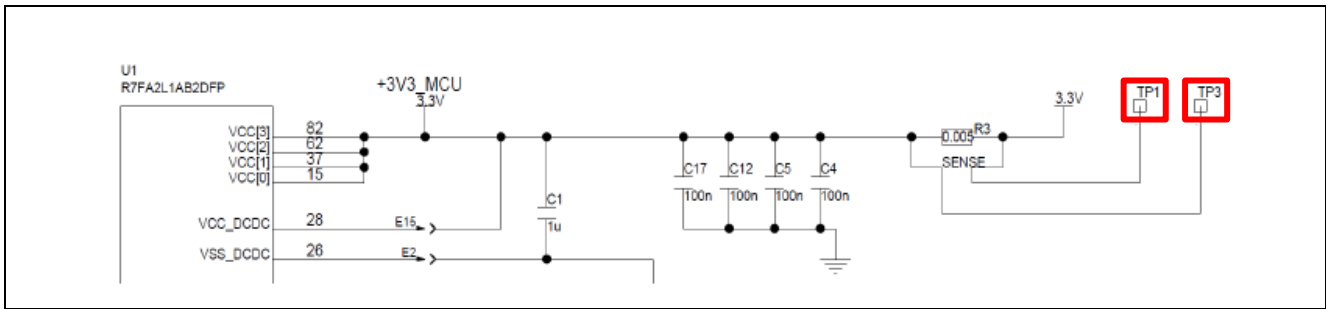 U1
R7FA2L1AB2DFP
+3V3_MCU
3.3V
3.3V
TP1
TP3
VCC[3] 82
VCC[2] 62
VCC[1] 37
VCC[0] 15
0.005 R3
SENSE
C17
100n
C12
100n
C5
100n
C4
100n
C1
1u
VCC_DCDC 28 E15
VSS_DCDC 26 E2